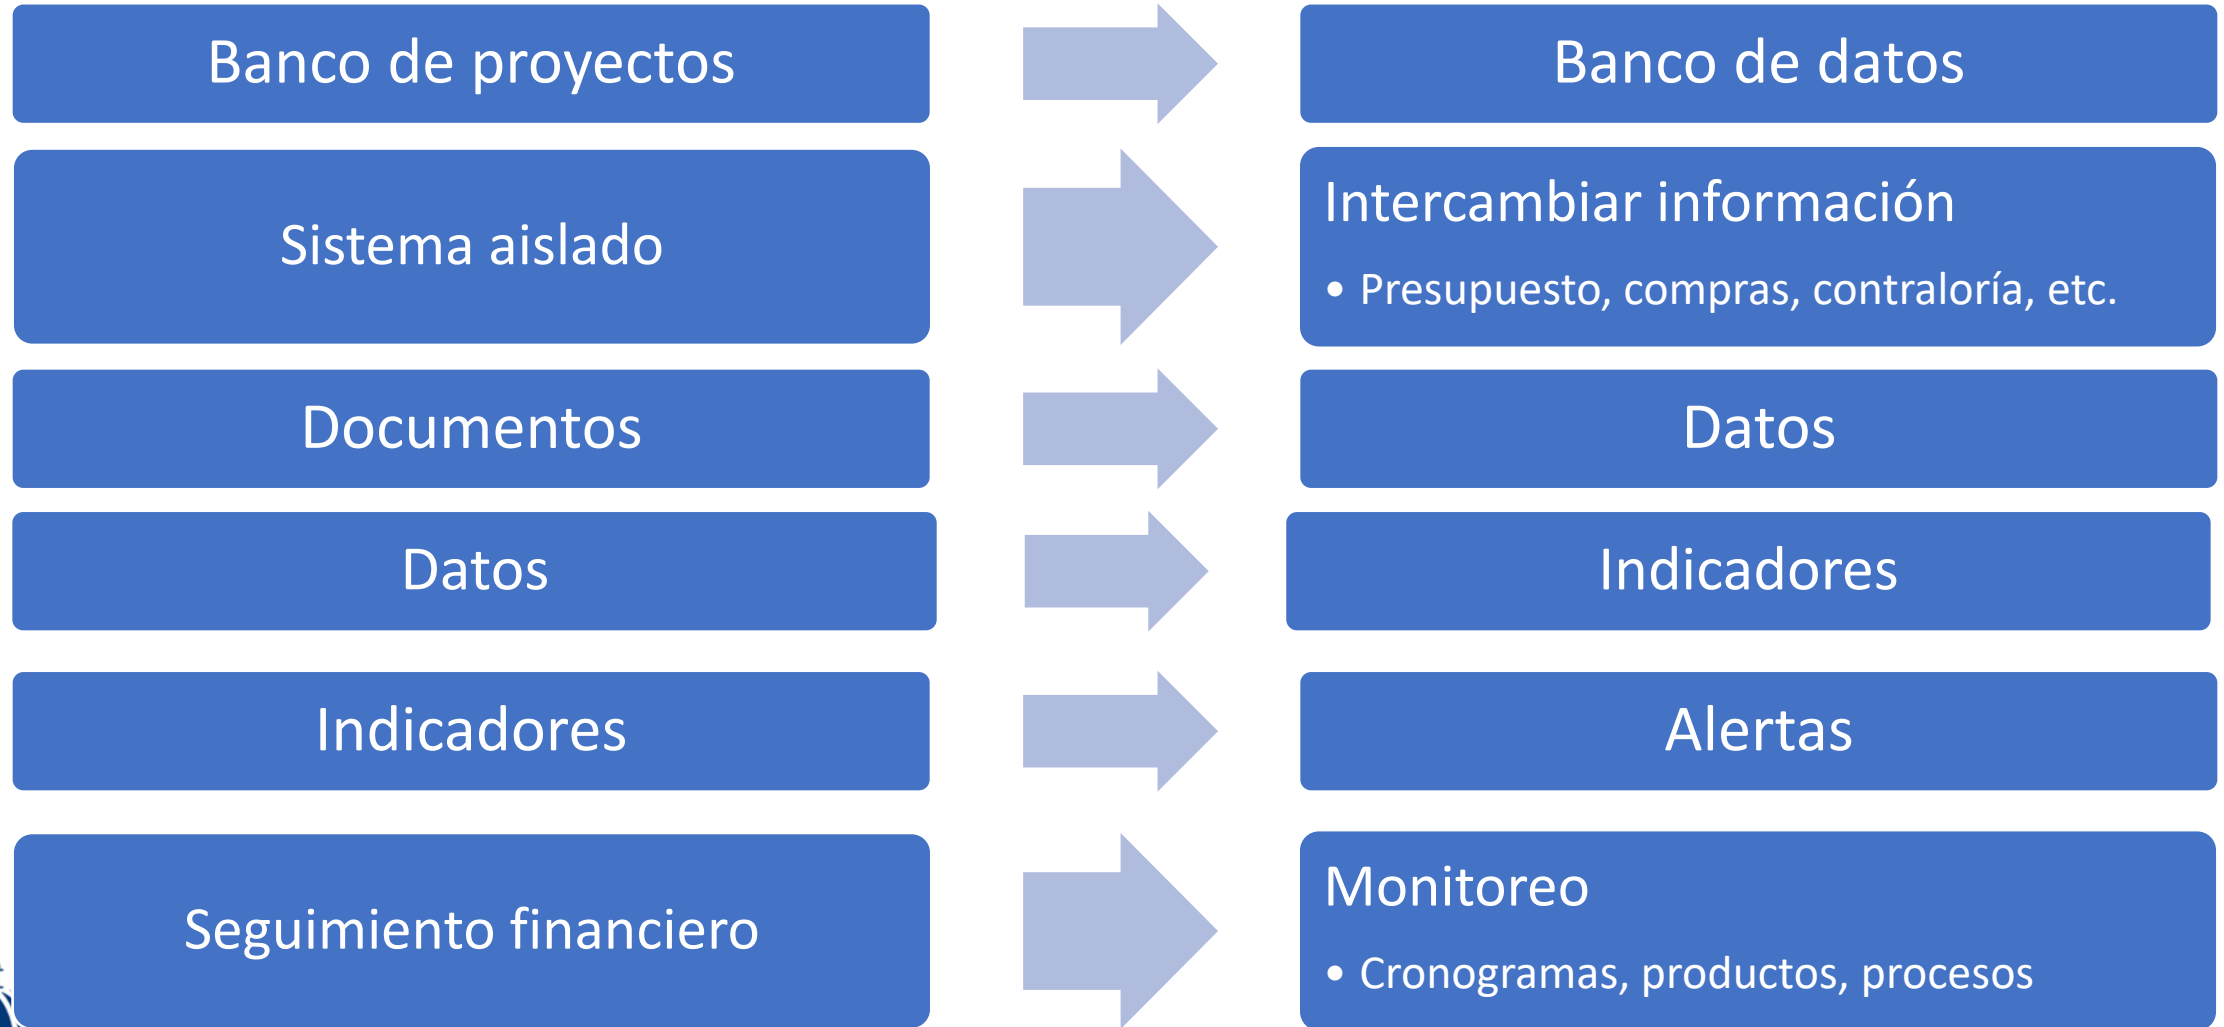 Banco de proyectos
Banco de datos
Sistema aislado
Intercambiar información
• Presupuesto, compras, contraloría, etc.
Documentos
Datos
Datos
Indicadores
Indicadores
Alertas
Seguimiento financiero
Monitoreo
• Cronogramas, productos, procesos